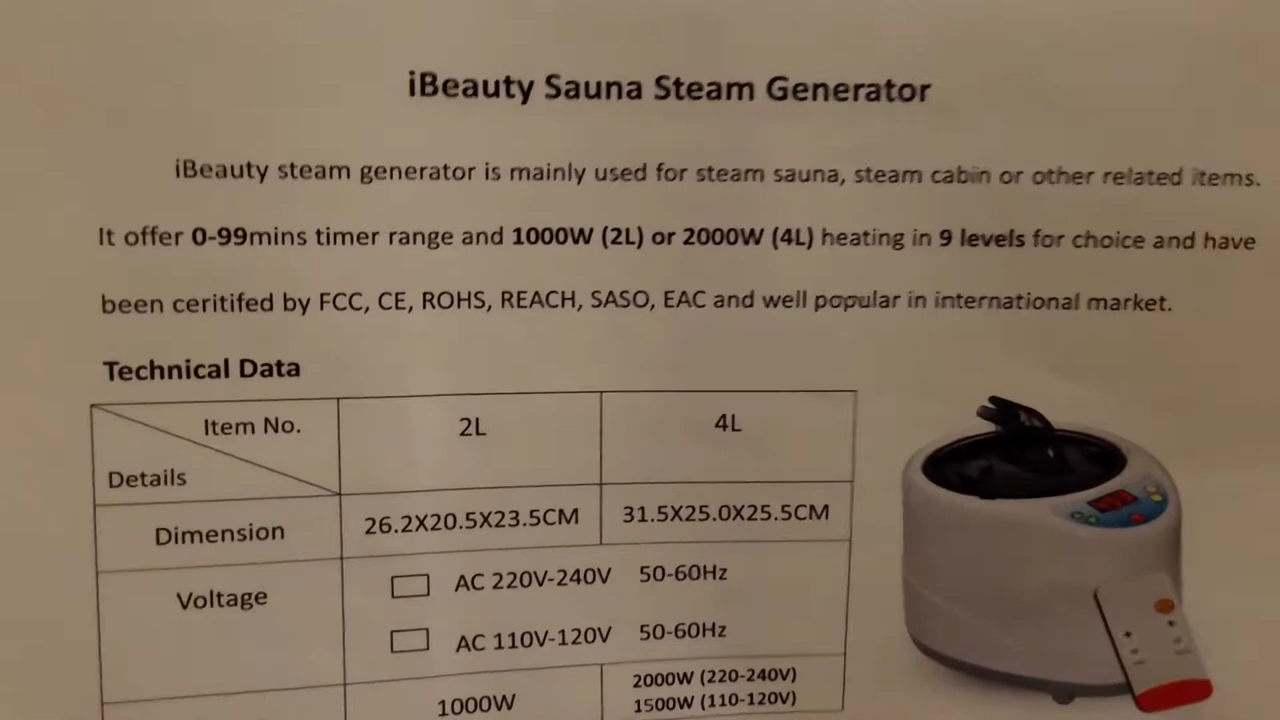 iBeauty Sauna Steam Generator
iBeauty steam generator is mainly used for steam sauna, steam cabin or other related items.
It offer 0-99mins timer range and 1000W (2L) or 2000W (4L) heating in 9 levels for choice and have
been ceritifed by FCC, CE, ROHS, REACH, SASO, EAC and well popular in international market.
Technical Data
Item No.
Details
2L
4L
Dimension
26.2X20.5X23.5CM
31.5X25.0X25.5CM
Voltage
AC 220V-240V 50-60Hz
AC 110V-120V 50-60Hz
1000W
2000W (220-240V)
1500W (110-120V)